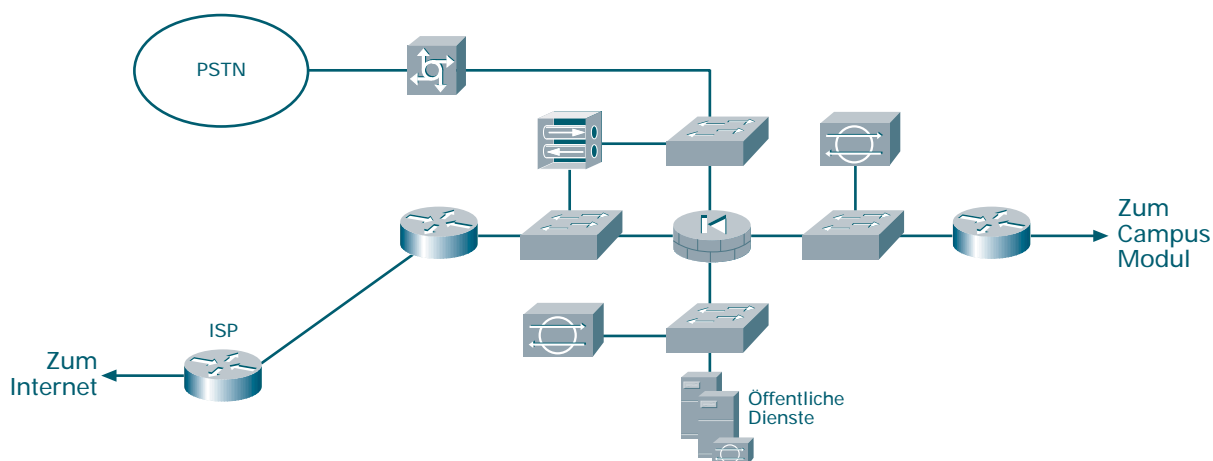 PSTN
Zum
Campus
Modul
ISP
Zum
Internet
Öffentliche
Dienste